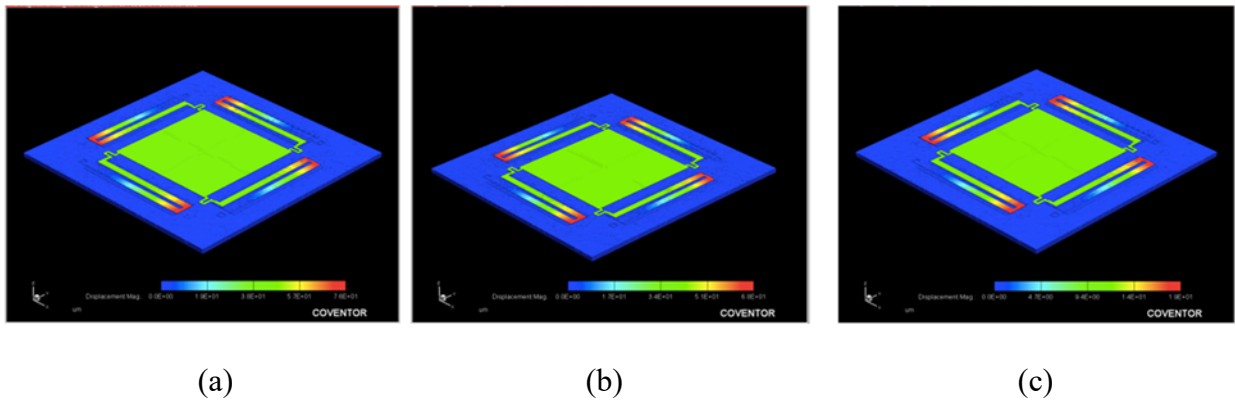 Displacement Mag. 0.0E+00 1.9E+01 3.8E+01 5.7E+01 7.6E+01
um
COVENTOR
Displacement Mag. 0.0E+00 1.7E+01 3.4E+01 5.1E+01 6.8E+01
um
COVENTOR
Displacement Mag. 0.0E+00 4.7E+00 9.4E+00 1.4E+01 1.9E+01
um
COVENTOR
(a) (b) (c)